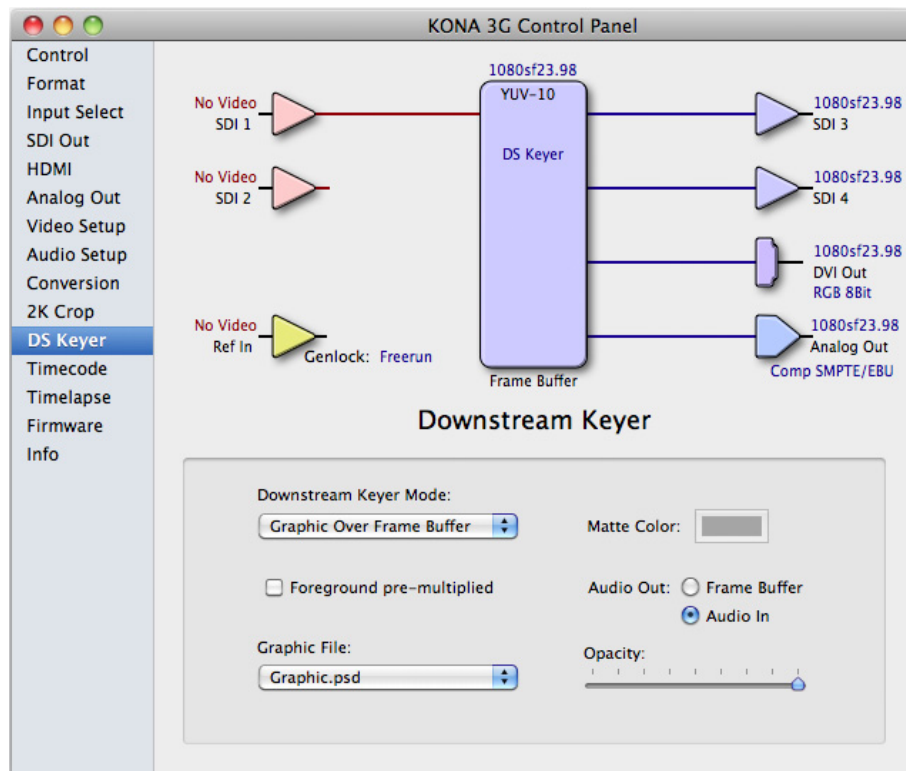 KONA 3G Control Panel
Control
Format
Input Select
SDI Out
HDMI
Analog Out
Video Setup
Audio Setup
Conversion
2K Crop
DS Keyer
Timecode
Timelapse
Firmware
Info
1080sf23.98
YUV-10
DS Keyer
Frame Buffer
No Video
SDI 1
No Video
SDI 2
No Video
Ref In
Genlock: Freerun
1080sf23.98
SDI 3
1080sf23.98
SDI 4
1080sf23.98
DVI Out
RGB 8Bit
1080sf23.98
Analog Out
Comp SMPTE/EBU
Downstream Keyer
Downstream Keyer Mode:
Graphic Over Frame Buffer
Matte Color:
Foreground pre-multiplied
Audio Out: Frame Buffer
Audio In
Graphic File:
Graphic.psd
Opacity: